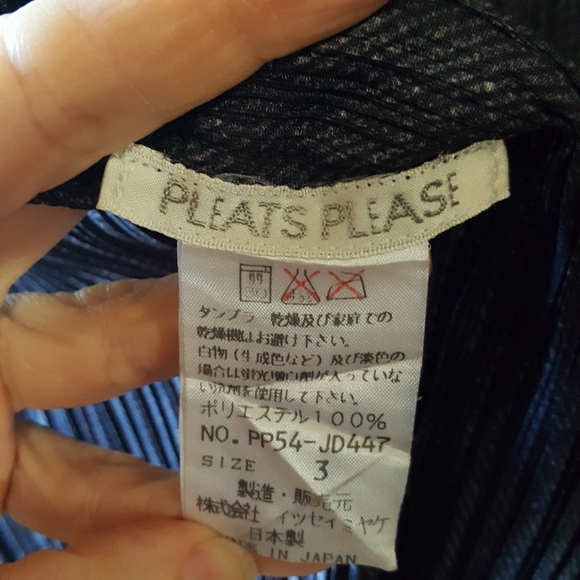 PLEATS PLEASE
タンブラ 乾燥及び家庭での
乾燥機はお避け下さい。
白物(生成色など)及び淡色の
場合は蛍光増白剤が入っていな
い洗剤を使用して下さい。
ポリエステル100%
NO. PP54-JD447
SIZE 3
製造・販売元
株式会社 イッセイミヤケ
日本製
MADE IN JAPAN